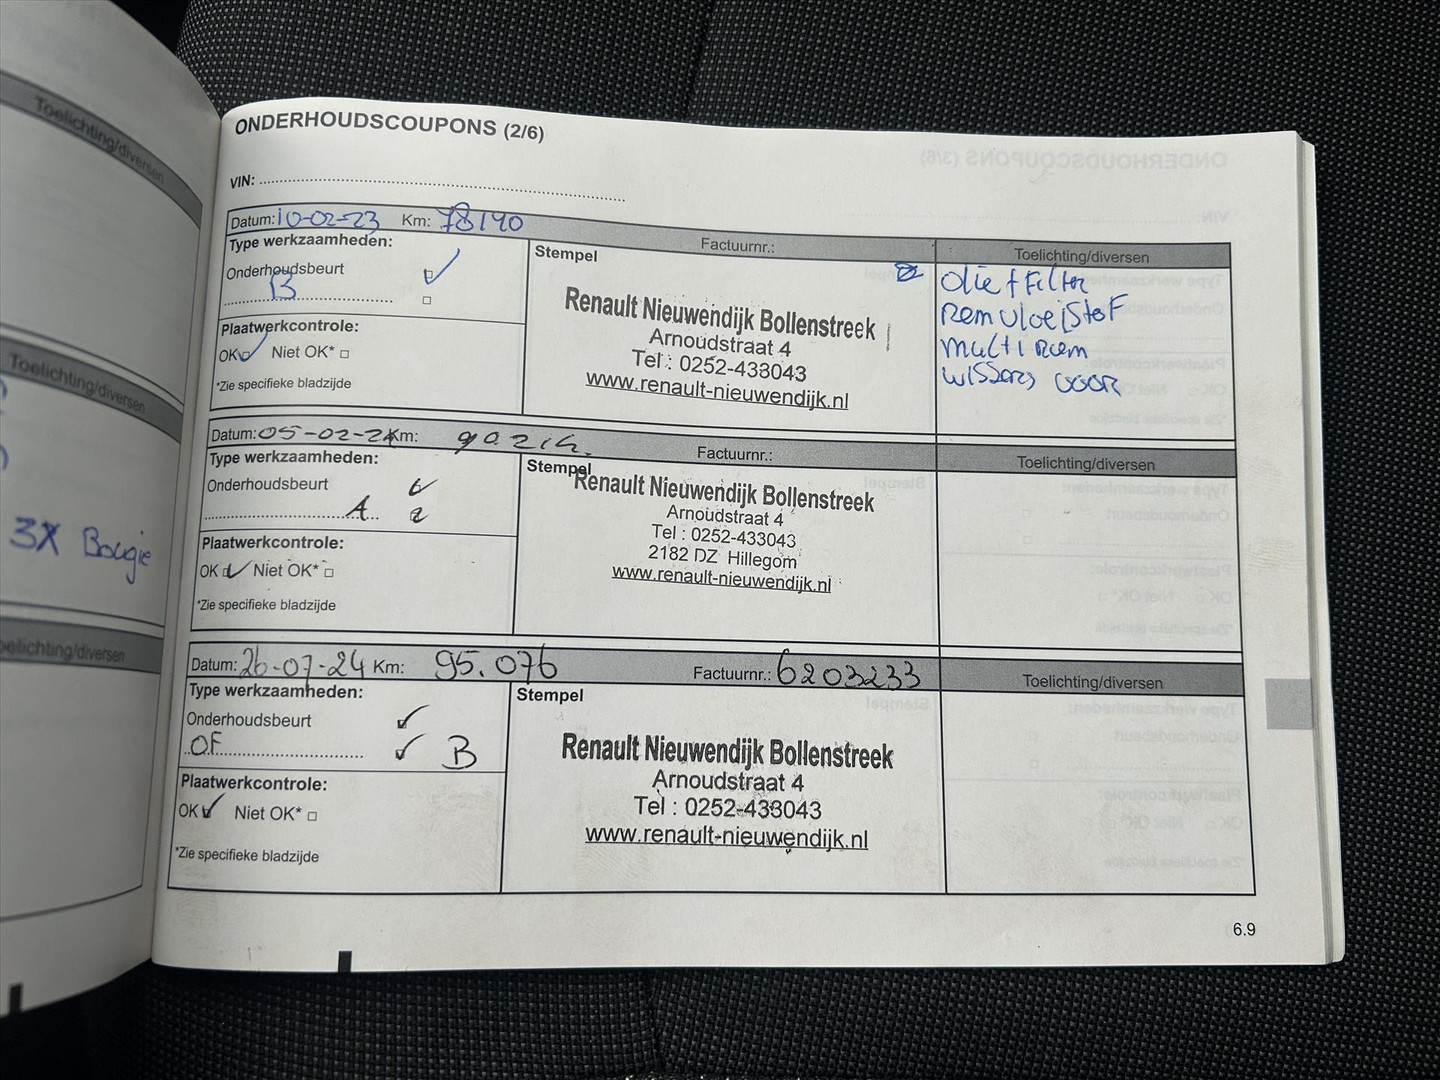 Toelichting/diversen
Toelichting/diversen
3X Bougie
oelichting/diversen
ONDERHOUDSCOUPONS (2/6)
VIN:
Datum: 10-02-23 Km: 78140 Factuurnr.: Toelichting/diversen
Type werkzaamheden:
Onderhoudsbeurt
B
Plaatwerkcontrole:
OK Niet OK*
*Zie specifieke bladzijde
Stempel
Renault Nieuwendijk Bollenstreek
Arnoudstraat 4
Tel : 0252-433043
www.renault-nieuwendijk.nl
olie + Filter
Remvloeistof
multiriem
wissers voor
Datum: 05-02-24 Km: Factuurnr.: Toelichting/diversen
Type werkzaamheden:
Onderhoudsbeurt
A
Plaatwerkcontrole:
OK Niet OK*
*Zie specifieke bladzijde
Stempel
Renault Nieuwendijk Bollenstreek
Arnoudstraat 4
Tel : 0252-433043
2182 DZ Hillegom
www.renault-nieuwendijk.nl
Datum: 26-07-24 Km: 95.076 Factuurnr.: 6203233 Toelichting/diversen
Type werkzaamheden:
Onderhoudsbeurt
OF B
Plaatwerkcontrole:
OK Niet OK*
*Zie specifieke bladzijde
Stempel
Renault Nieuwendijk Bollenstreek
Arnoudstraat 4
Tel : 0252-433043
www.renault-nieuwendijk.nl
6.9